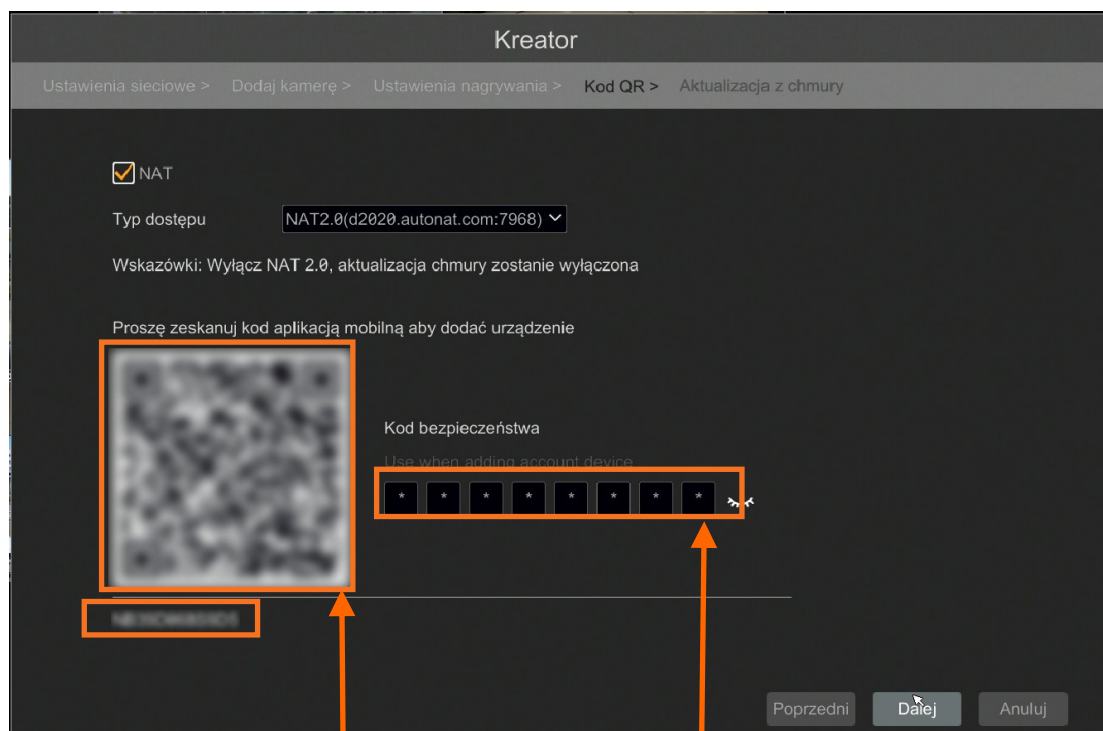 Kreator
Ustawienia sieciowe > Dodaj kamerę > Ustawienia nagrywania > Kod QR > Aktualizacja z chmury
NAT
Typ dostępu NAT2.0(d2020.autonat.com:7968)
Wskazówki: Wyłącz NAT 2.0, aktualizacja chmury zostanie wyłączona
Proszę zeskanuj kod aplikacją mobilną aby dodać urządzenie
Kod bezpieczeństwa
Use when adding account device
* * * * * * * *
Poprzedni Dalej Anuluj